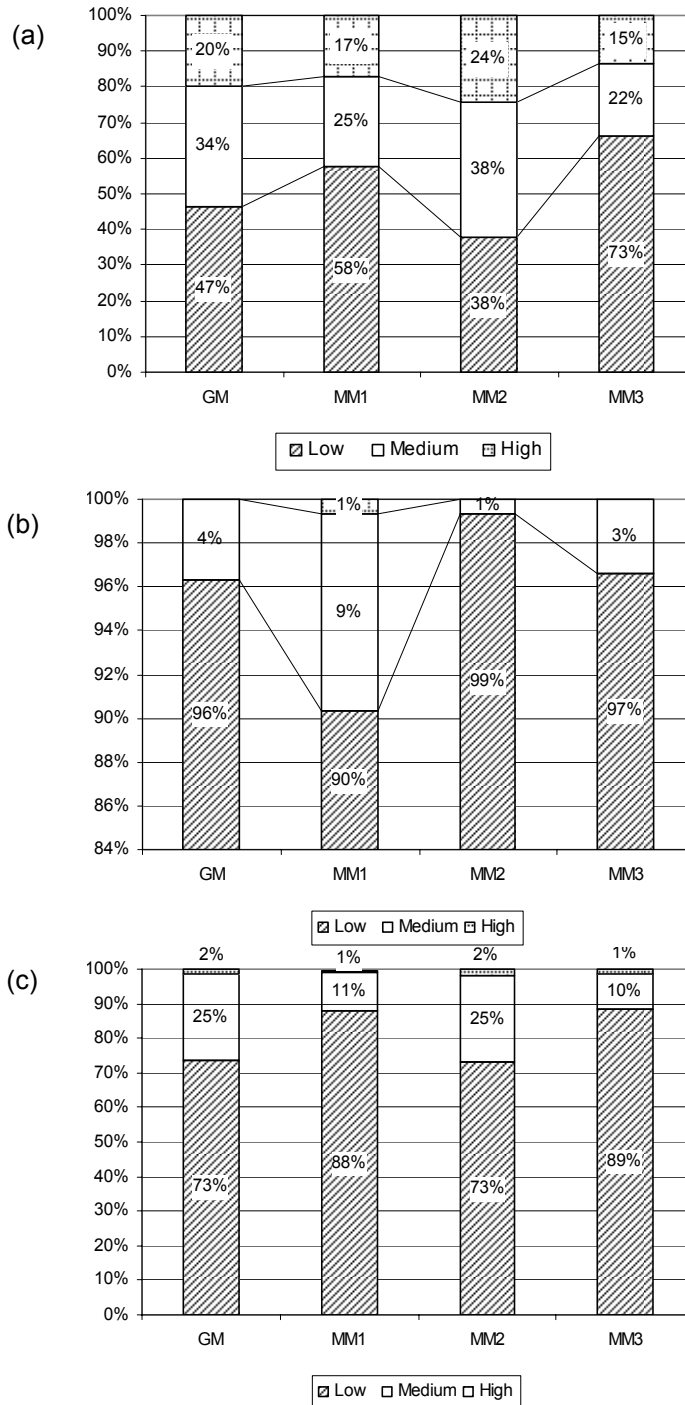 (a)
100%
90%
80%
70%
60%
50%
40%
30%
20%
10%
0%
20% 17% 24% 15%
34% 25% 38% 22%
47% 58% 38% 73%
GM MM1 MM2 MM3
Low Medium High
(b)
100%
98%
96%
94%
92%
90%
88%
86%
84%
1% 1%
4% 9% 3%
96% 90% 99% 97%
GM MM1 MM2 MM3
Low Medium High
(c)
2% 1% 2% 1%
100%
90%
80%
70%
60%
50%
40%
30%
20%
10%
0%
25% 11% 25% 10%
73% 88% 73% 89%
GM MM1 MM2 MM3
Low Medium High